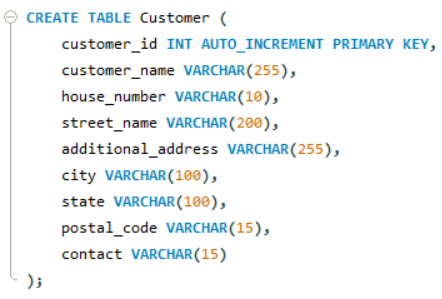 CREATE TABLE Customer (
customer_id INT AUTO_INCREMENT PRIMARY KEY,
customer_name VARCHAR(255),
house_number VARCHAR(10),
street_name VARCHAR(200),
additional_address VARCHAR(255),
city VARCHAR(100),
state VARCHAR(100),
postal_code VARCHAR(15),
contact VARCHAR(15)
);